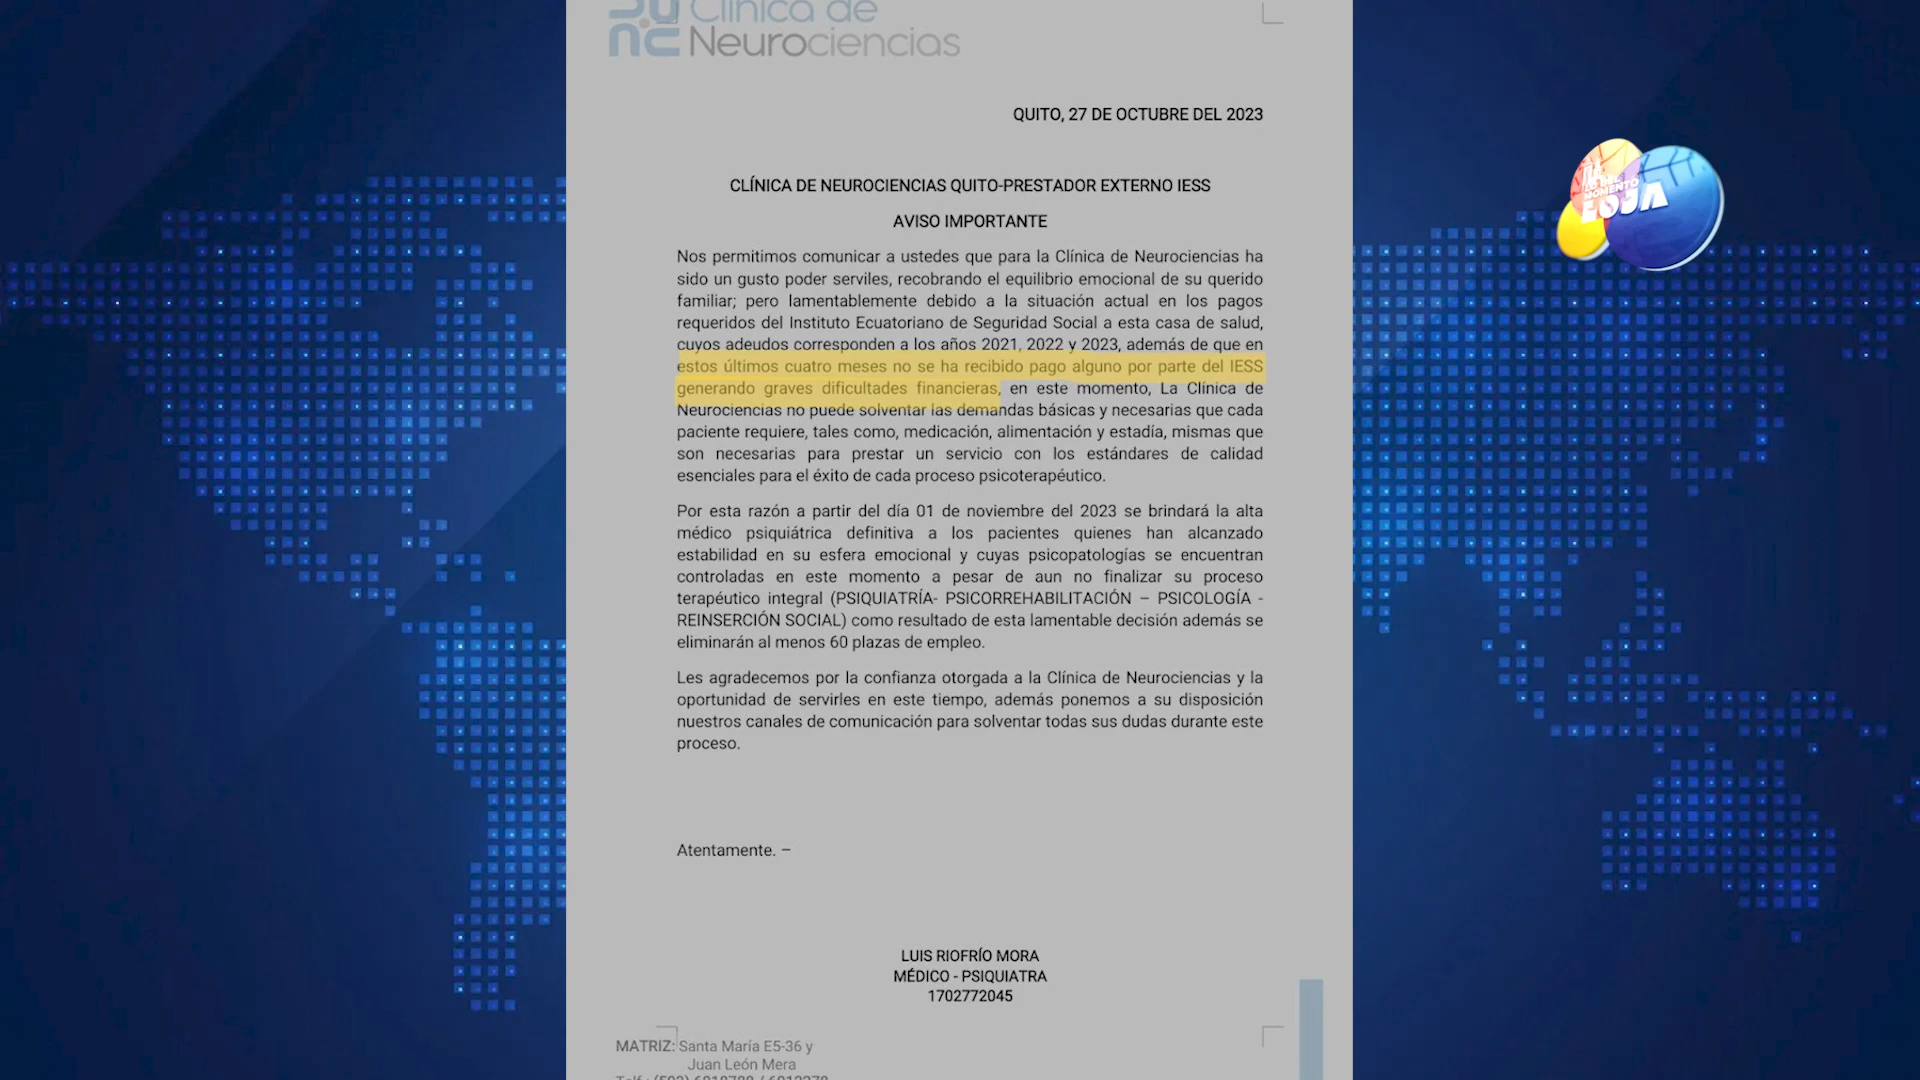 Clínica de
Neurociencias
QUITO, 27 DE OCTUBRE DEL 2023
CLÍNICA DE NEUROCIENCIAS QUITO-PRESTADOR EXTERNO IESS
AVISO IMPORTANTE
Nos permitimos comunicar a ustedes que para la Clínica de Neurociencias ha
sido un gusto poder serviles, recobrando el equilibrio emocional de su querido
familiar; pero lamentablemente debido a la situación actual en los pagos
requeridos del Instituto Ecuatoriano de Seguridad Social a esta casa de salud,
cuyos adeudos corresponden a los años 2021, 2022 y 2023, además de que en
estos últimos cuatro meses no se ha recibido pago alguno por parte del IESS
generando graves dificultades financieras, en este momento, La Clínica de
Neurociencias no puede solventar las demandas básicas y necesarias que cada
paciente requiere, tales como, medicación, alimentación y estadía, mismas que
son necesarias para prestar un servicio con los estándares de calidad
esenciales para el éxito de cada proceso psicoterapéutico.
Por esta razón a partir del día 01 de noviembre del 2023 se brindará la alta
médico psiquiátrica definitiva a los pacientes quienes han alcanzado
estabilidad en su esfera emocional y cuyas psicopatologías se encuentran
controladas en este momento a pesar de aun no finalizar su proceso
terapéutico integral (PSIQUIATRÍA- PSICORREHABILITACIÓN – PSICOLOGÍA -
REINSERCIÓN SOCIAL) como resultado de esta lamentable decisión además se
eliminarán al menos 60 plazas de empleo.
Les agradecemos por la confianza otorgada a la Clínica de Neurociencias y la
oportunidad de servirles en este tiempo, además ponemos a su disposición
nuestros canales de comunicación para solventar todas sus dudas durante este
proceso.
Atentamente. –
LUIS RIOFRÍO MORA
MÉDICO - PSIQUIATRA
1702772045
MATRIZ: Santa María E5-36 y
Juan León Mera
MOMENTO
LOJA